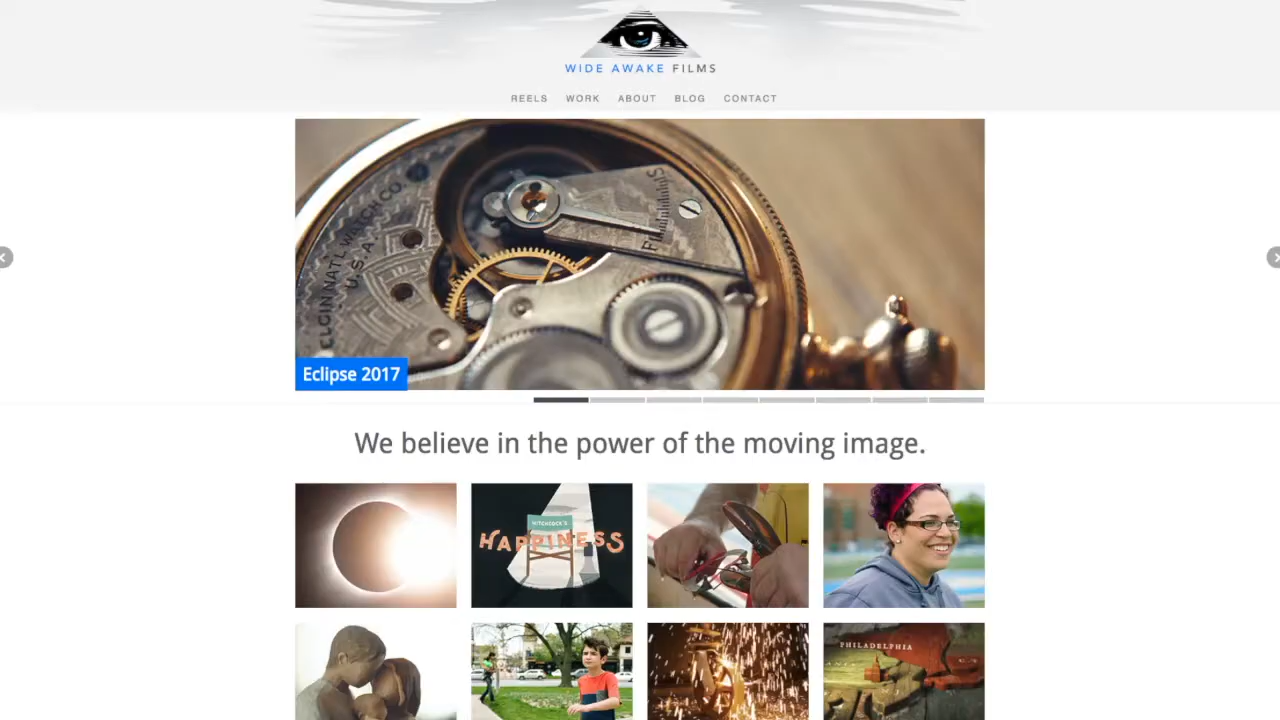 WIDE AWAKE FILMS
REELS WORK ABOUT BLOG CONTACT
ELGIN NAT'L WATCH CO.
U.S.A.
F S
Eclipse 2017
We believe in the power of the moving image.
HITCHCOCK'S
HAPPINESS
PHILADELPHIA